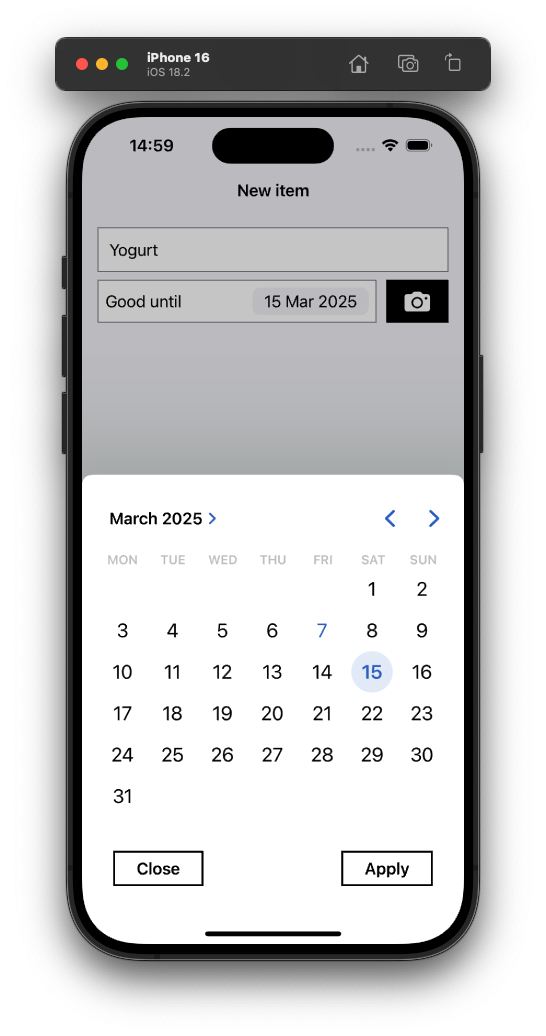 iPhone 16
iOS 18.2
14:59
New item
Yogurt
Good until 15 Mar 2025
March 2025
MON TUE WED THU FRI SAT SUN
1 2
3 4 5 6 7 8 9
10 11 12 13 14 15 16
17 18 19 20 21 22 23
24 25 26 27 28 29 30
31
Close Apply